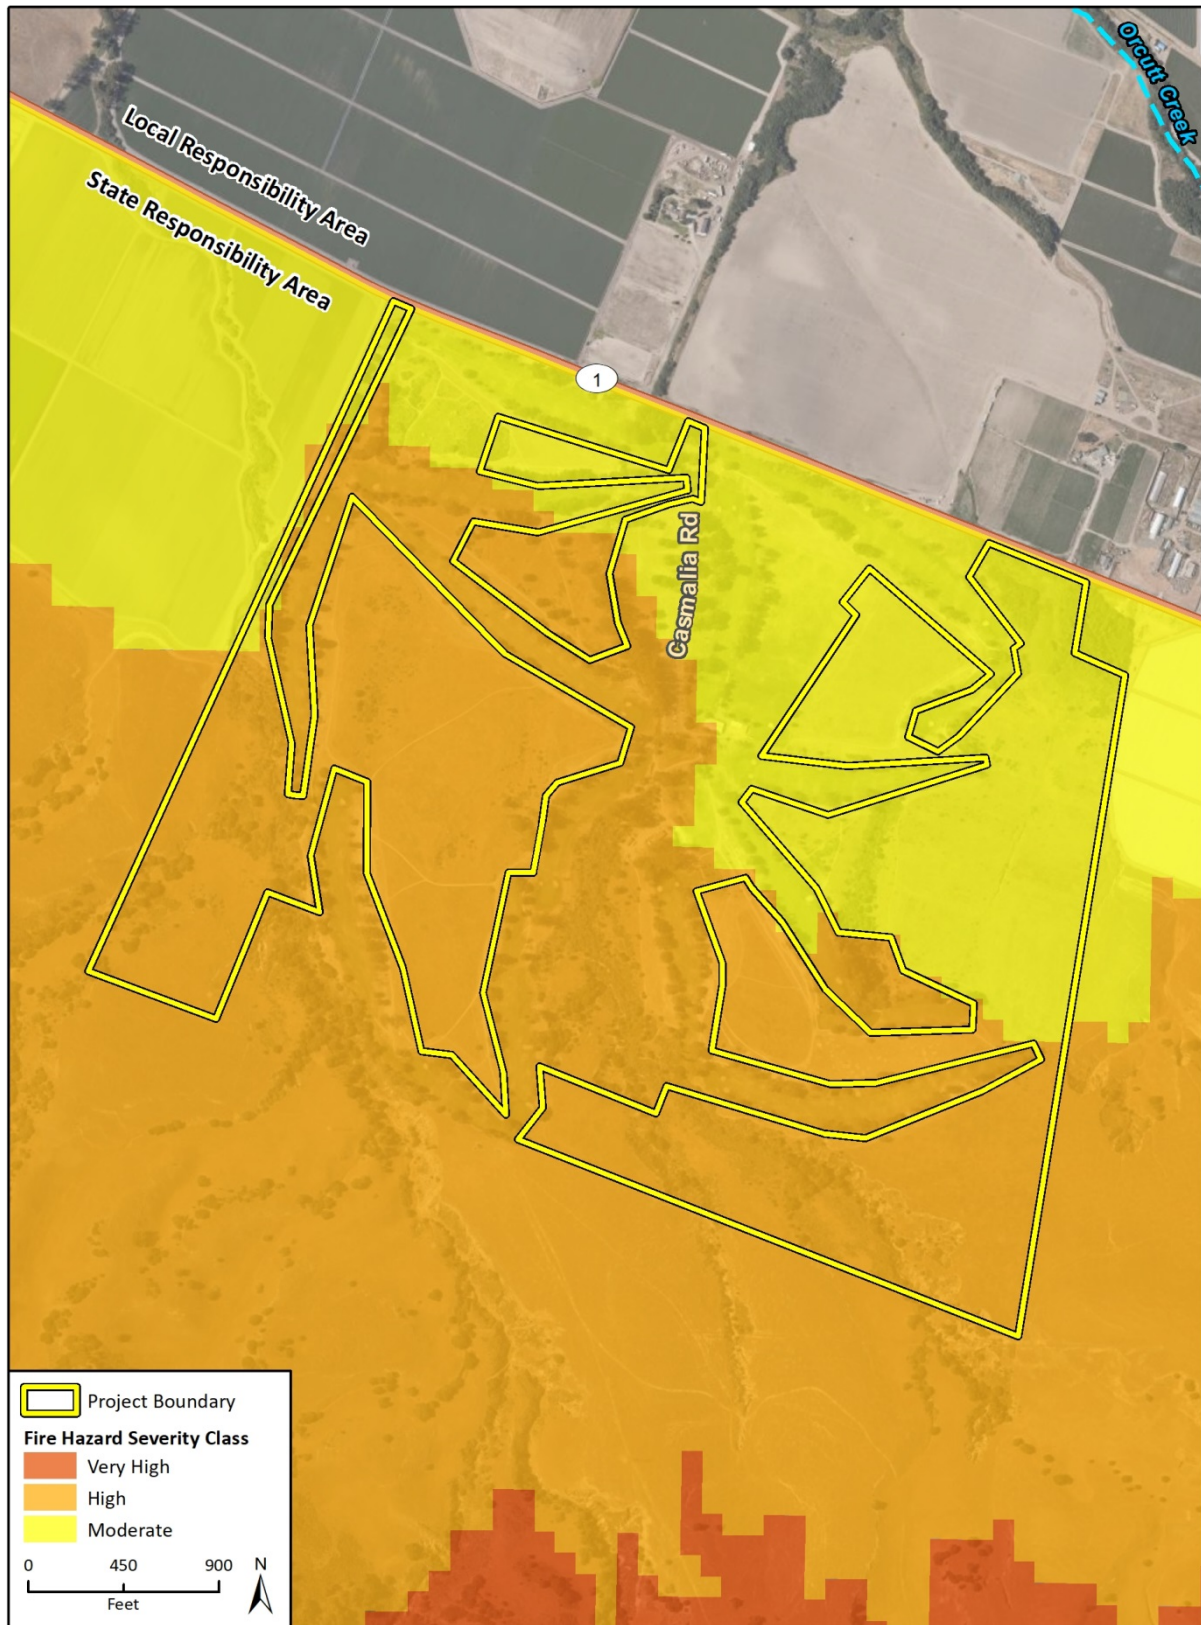 Orcutt Creek
Local Responsibility Area
State Responsibility Area
1
Casmalia Rd
Project Boundary
Fire Hazard Severity Class
Very High
High
Moderate
0 450 900
Feet
N